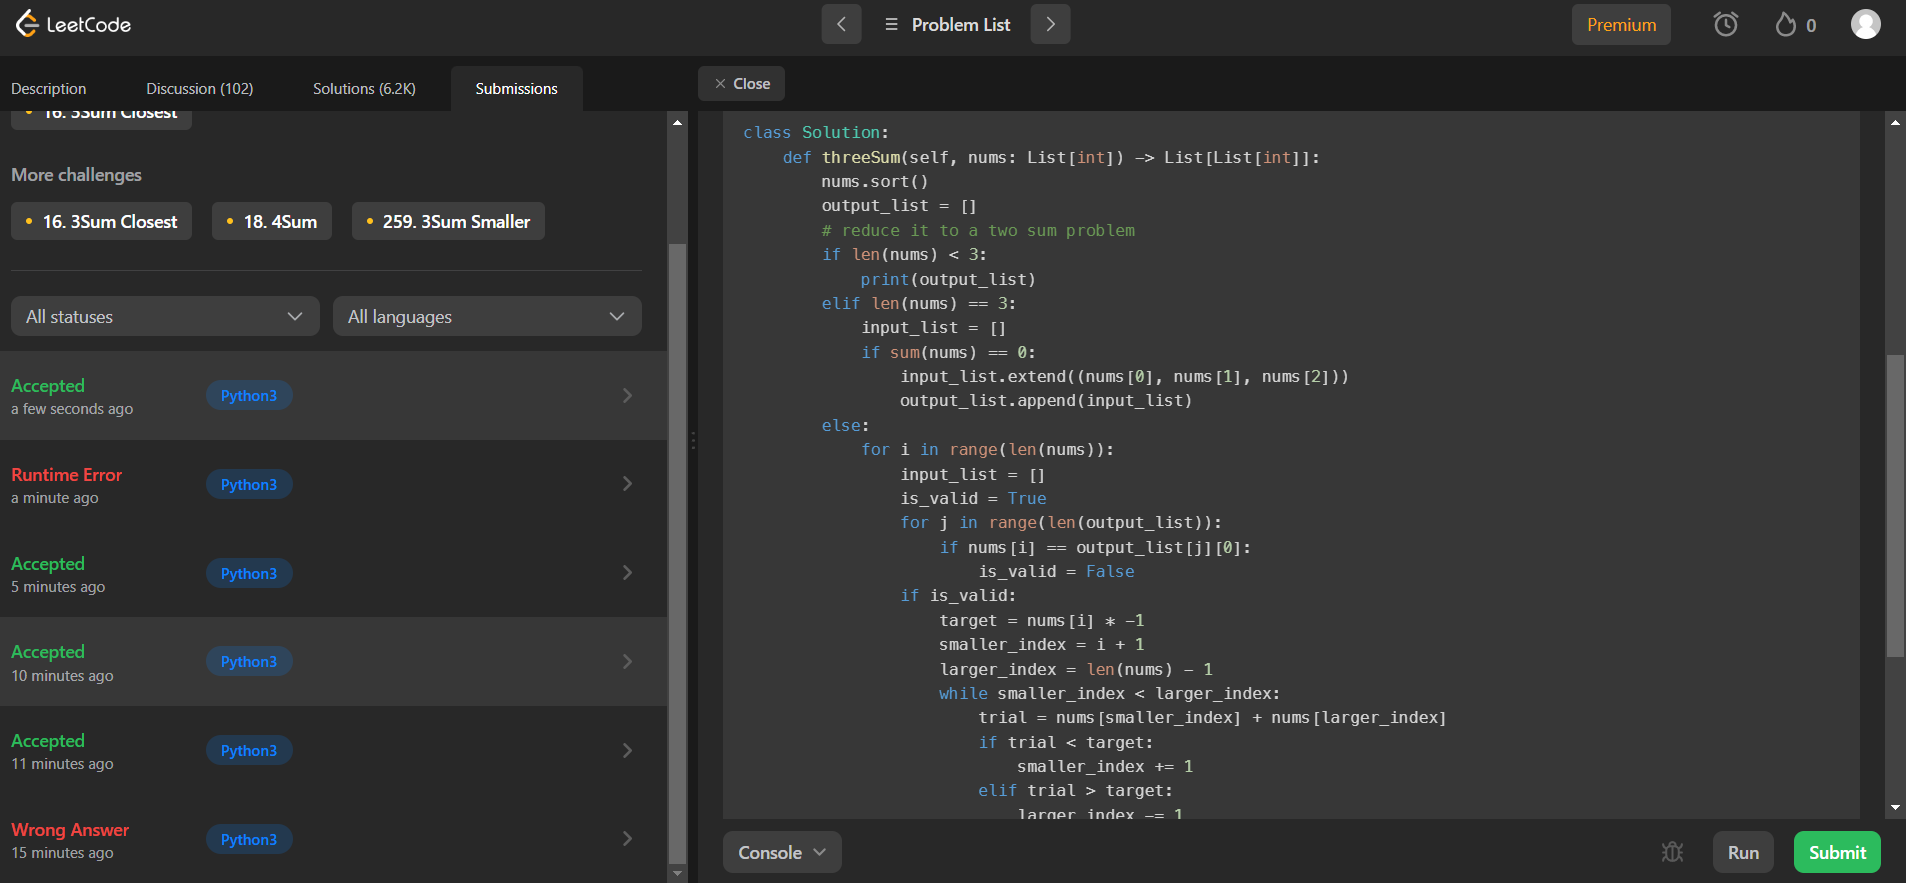 LeetCode
Problem List
Premium
0
Description
Discussion (102)
Solutions (6.2K)
Submissions
Close
16. 3Sum Closest
More challenges
16. 3Sum Closest
18. 4Sum
259. 3Sum Smaller
All statuses
All languages
Accepted
a few seconds ago
Python3
Runtime Error
a minute ago
Python3
Accepted
5 minutes ago
Python3
Accepted
10 minutes ago
Python3
Accepted
11 minutes ago
Python3
Wrong Answer
15 minutes ago
Python3
class Solution:
    def threeSum(self, nums: List[int]) -> List[List[int]]:
        nums.sort()
        output_list = []
        # reduce it to a two sum problem
        if len(nums) < 3:
            print(output_list)
        elif len(nums) == 3:
            input_list = []
            if sum(nums) == 0:
                input_list.extend((nums[0], nums[1], nums[2]))
                output_list.append(input_list)
        else:
            for i in range(len(nums)):
                input_list = []
                is_valid = True
                for j in range(len(output_list)):
                    if nums[i] == output_list[j][0]:
                        is_valid = False
                if is_valid:
                    target = nums[i] * -1
                    smaller_index = i + 1
                    larger_index = len(nums) - 1
                    while smaller_index < larger_index:
                        trial = nums[smaller_index] + nums[larger_index]
                        if trial < target:
                            smaller_index += 1
                        elif trial > target:
                            larger_index -= 1
Console
Run
Submit